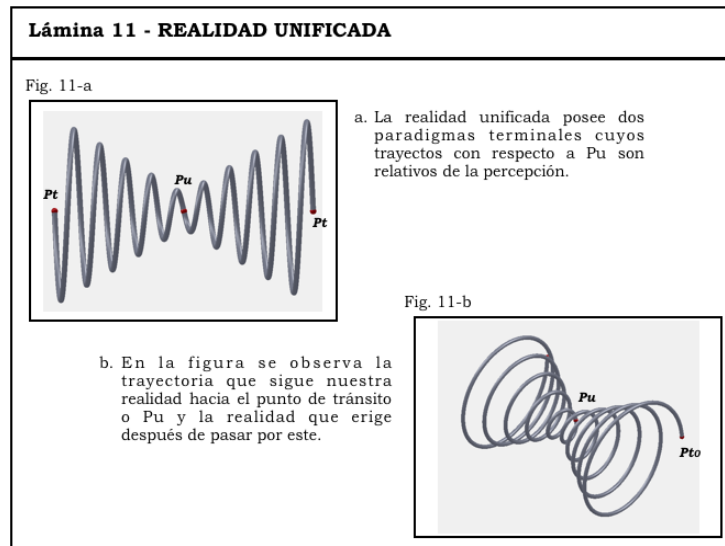 Lámina 11 - REALIDAD UNIFICADA
Fig. 11-a
Pt
Pu
Pt
a. La realidad unificada posee dos
paradigmas terminales cuyos
trayectos con respecto a Pu son
relativos de la percepción.
Fig. 11-b
Pu
Pto
b. En la figura se observa la
trayectoria que sigue nuestra
realidad hacia el punto de tránsito
o Pu y la realidad que erige
después de pasar por este.